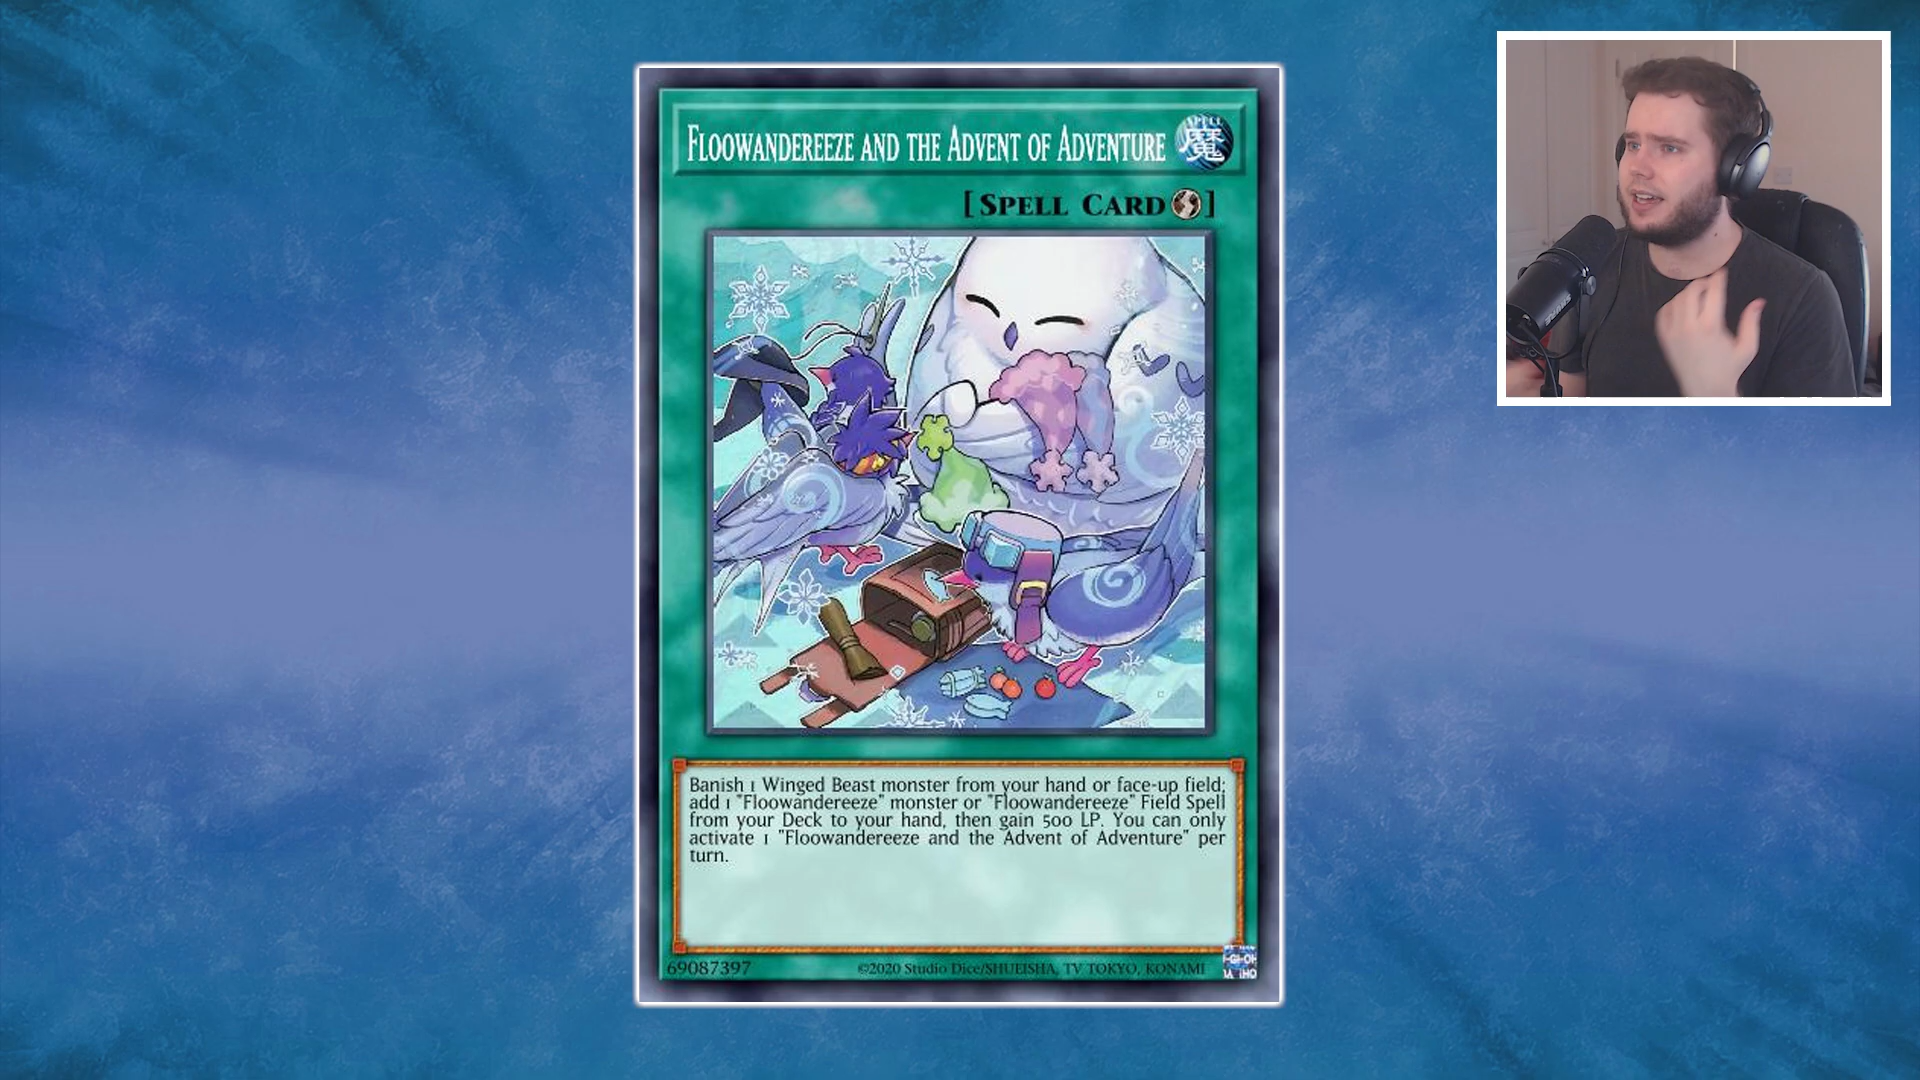 FLOOWANDEREEZE AND THE ADVENT OF ADVENTURE
SPELL
魔
[SPELL CARD]
Banish 1 Winged Beast monster from your hand or face-up field;
add 1 "Floowandereeze" monster or "Floowandereeze" Field Spell
from your Deck to your hand, then gain 500 LP. You can only
activate 1 "Floowandereeze and the Advent of Adventure" per
turn.
69087397
©2020 Studio Dice/SHUEISHA, TV TOKYO, KONAMI